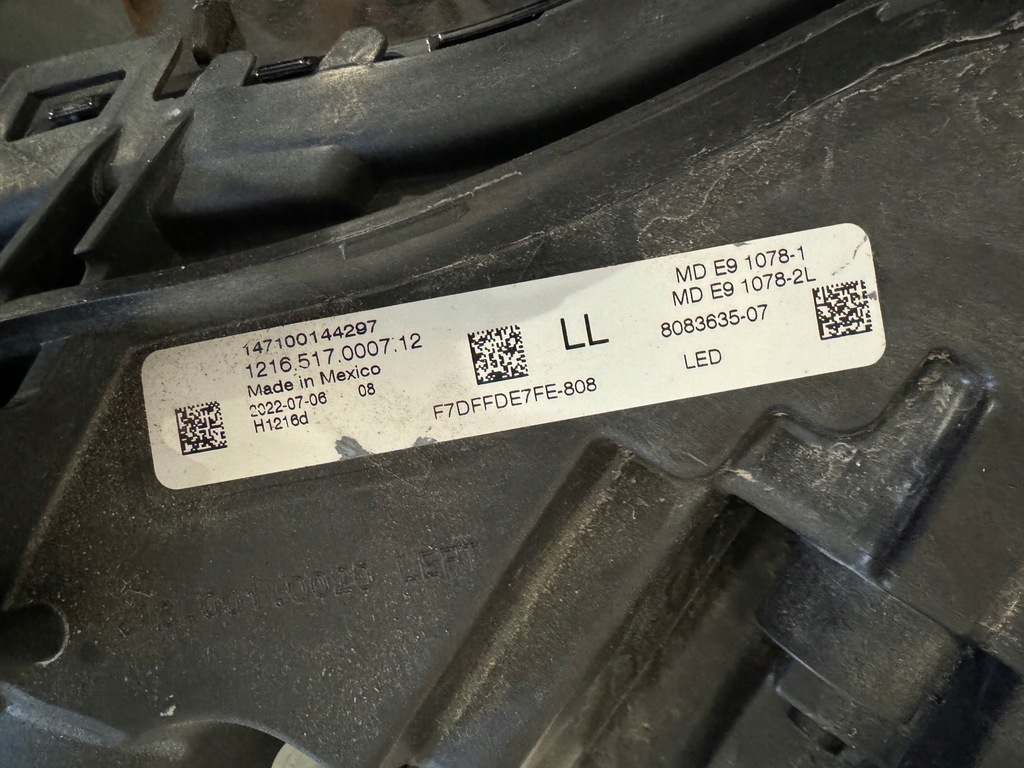 147100144297
1216.517.0007.12
Made in Mexico
2022-07-06 08
H1216d
F7DFFDE7FE-808
LL
MD E9 1078-1
MD E9 1078-2L
8083635-07
LED
LEFT